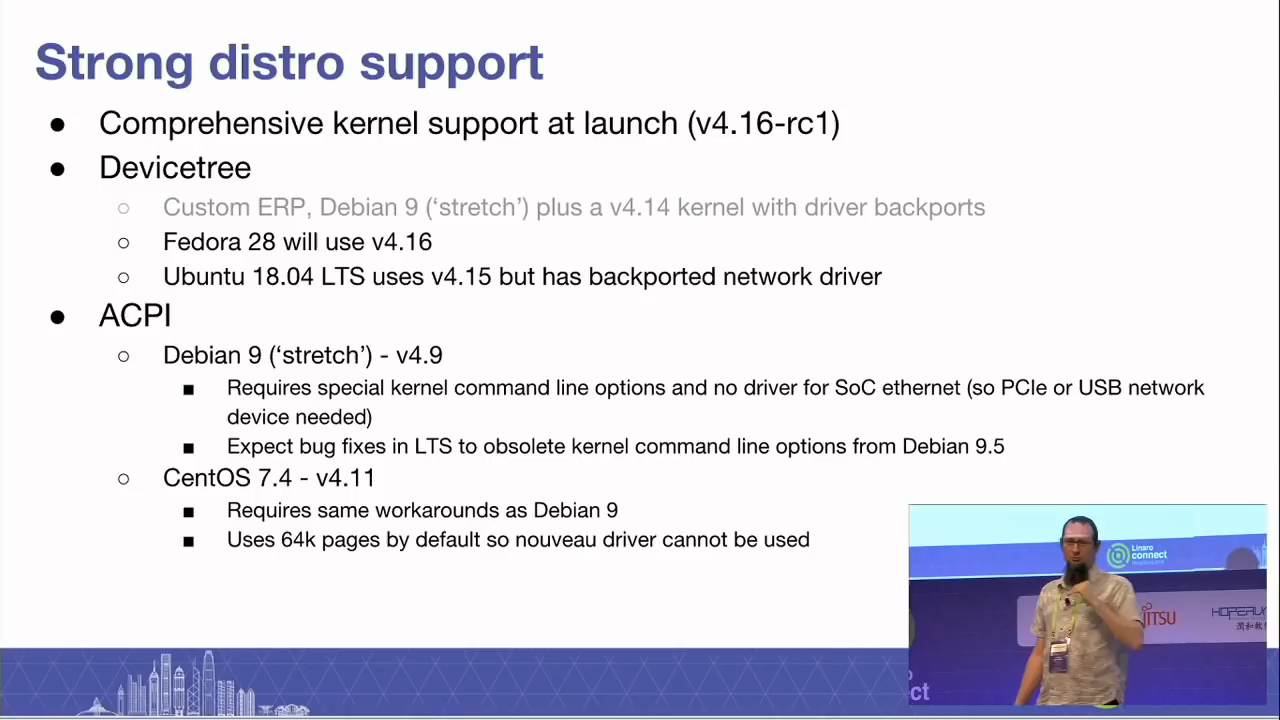 Strong distro support
● Comprehensive kernel support at launch (v4.16-rc1)
● Devicetree
○ Custom ERP, Debian 9 (‘stretch’) plus a v4.14 kernel with driver backports
○ Fedora 28 will use v4.16
○ Ubuntu 18.04 LTS uses v4.15 but has backported network driver
● ACPI
○ Debian 9 (‘stretch’) - v4.9
■ Requires special kernel command line options and no driver for SoC ethernet (so PCIe or USB network
device needed)
■ Expect bug fixes in LTS to obsolete kernel command line options from Debian 9.5
○ CentOS 7.4 - v4.11
■ Requires same workarounds as Debian 9
■ Uses 64k pages by default so nouveau driver cannot be used
Linaro
connect
JITSU
HOPERUN
ct